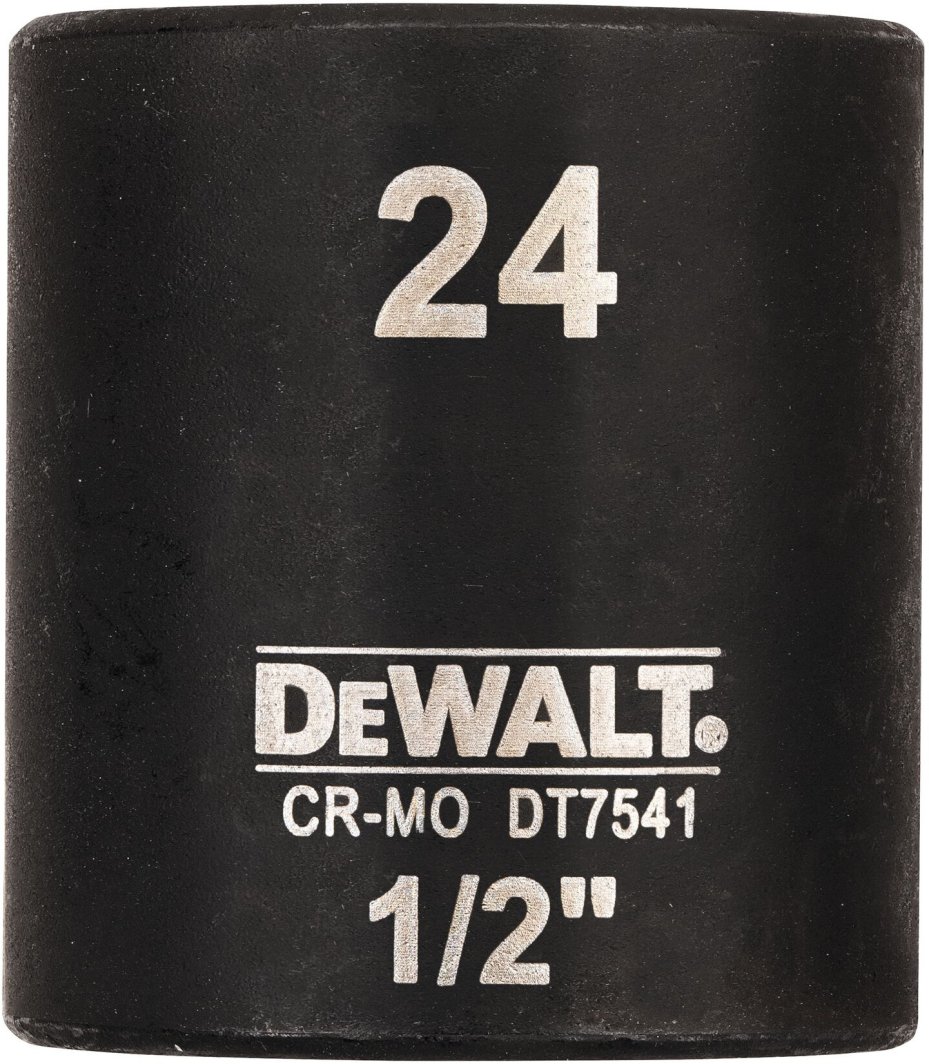 24
DEWALT®
CR-MO DT7541
1/2"